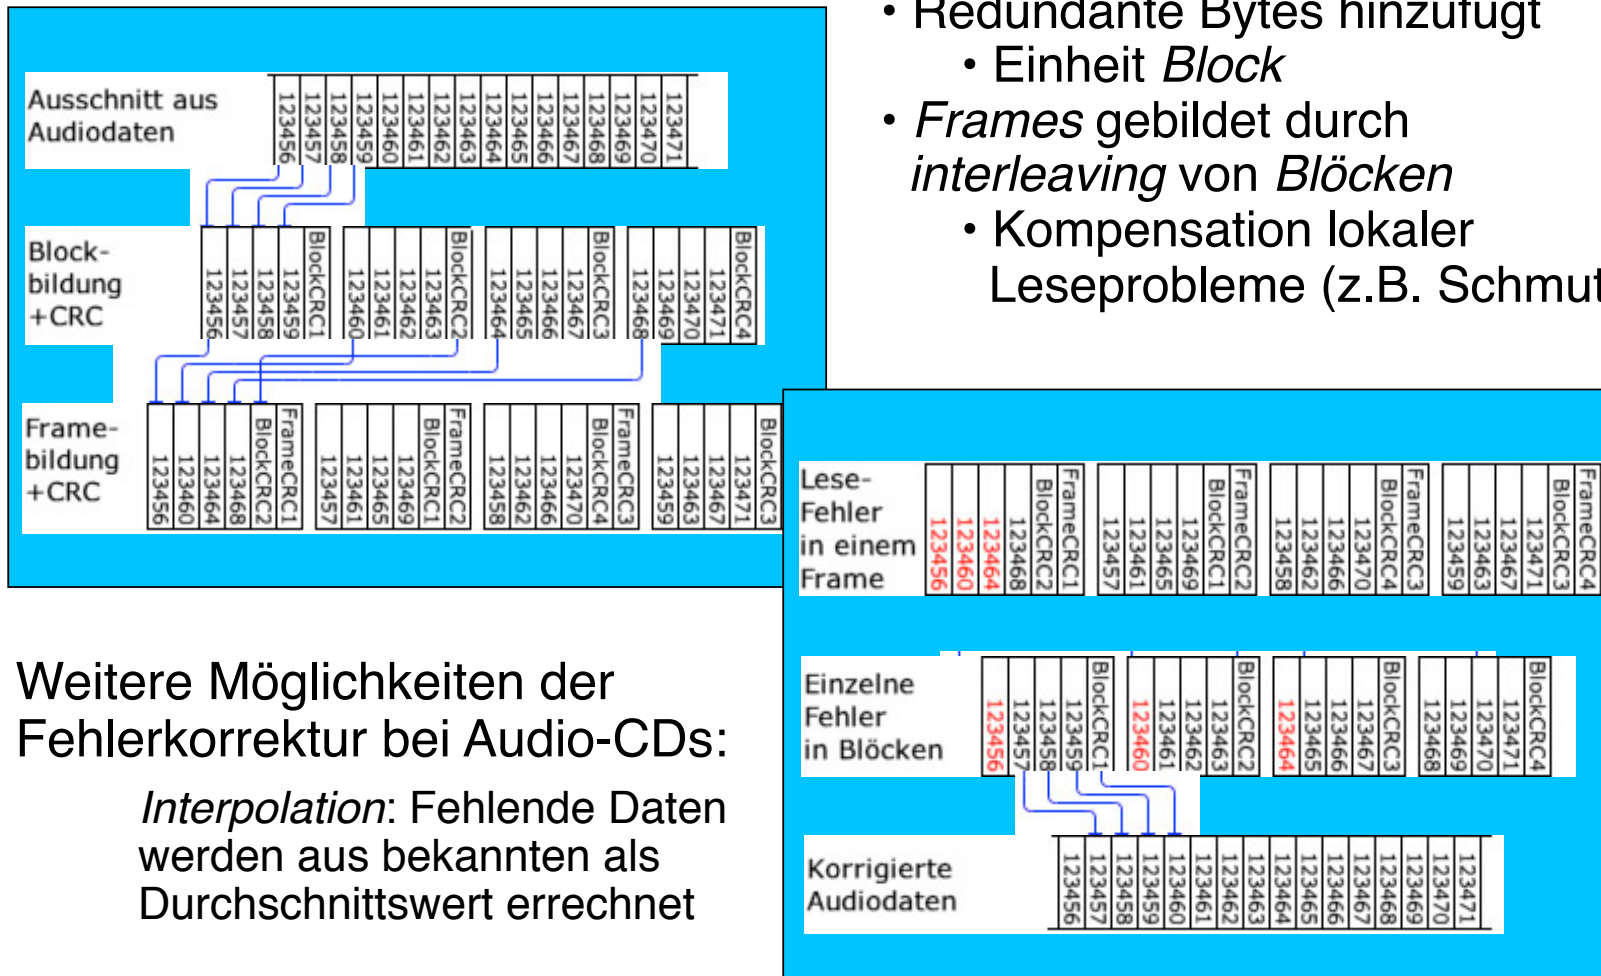 • Redundante Bytes hinzufügt
• Einheit Block
• Frames gebildet durch
interleaving von Blöcken
• Kompensation lokaler
Leseprobleme (z.B. Schmut
Ausschnitt aus
Audiodaten
123456 123457 123458 123459 123460 123461 123462 123463 123464 123465 123466 123467 123468 123469 123470 123471
Block-
bildung
+CRC
123456 123457 123458 123459 BlockCRC1 123460 123461 123462 123463 BlockCRC2 123464 123465 123466 123467 BlockCRC3 123468 123469 123470 123471 BlockCRC4
Frame-
bildung
+CRC
123456 123460 123464 123468 BlockCRC2 FrameCRC1 123457 123461 123465 123469 BlockCRC1 FrameCRC2 123458 123462 123466 123470 BlockCRC4 FrameCRC3 123459 123463 123467 123471 BlockCRC3
Lese-
Fehler
in einem
Frame
123456 123460 123464 123468 BlockCRC2 FrameCRC1 123457 123461 123465 123469 BlockCRC1 FrameCRC2 123458 123462 123466 123470 BlockCRC4 FrameCRC3 123459 123463 123467 123471 BlockCRC3 FrameCRC4
Einzelne
Fehler
in Blöcken
123456 123457 123458 123459 BlockCRC1 123460 123461 123462 123463 BlockCRC2 123464 123465 123466 123467 BlockCRC3 123468 123469 123470 123471 BlockCRC4
Korrigierte
Audiodaten
123456 123457 123458 123459 123460 123461 123462 123463 123464 123465 123466 123467 123468 123469 123470 123471
Weitere Möglichkeiten der
Fehlerkorrektur bei Audio-CDs:
Interpolation: Fehlende Daten
werden aus bekannten als
Durchschnittswert errechnet